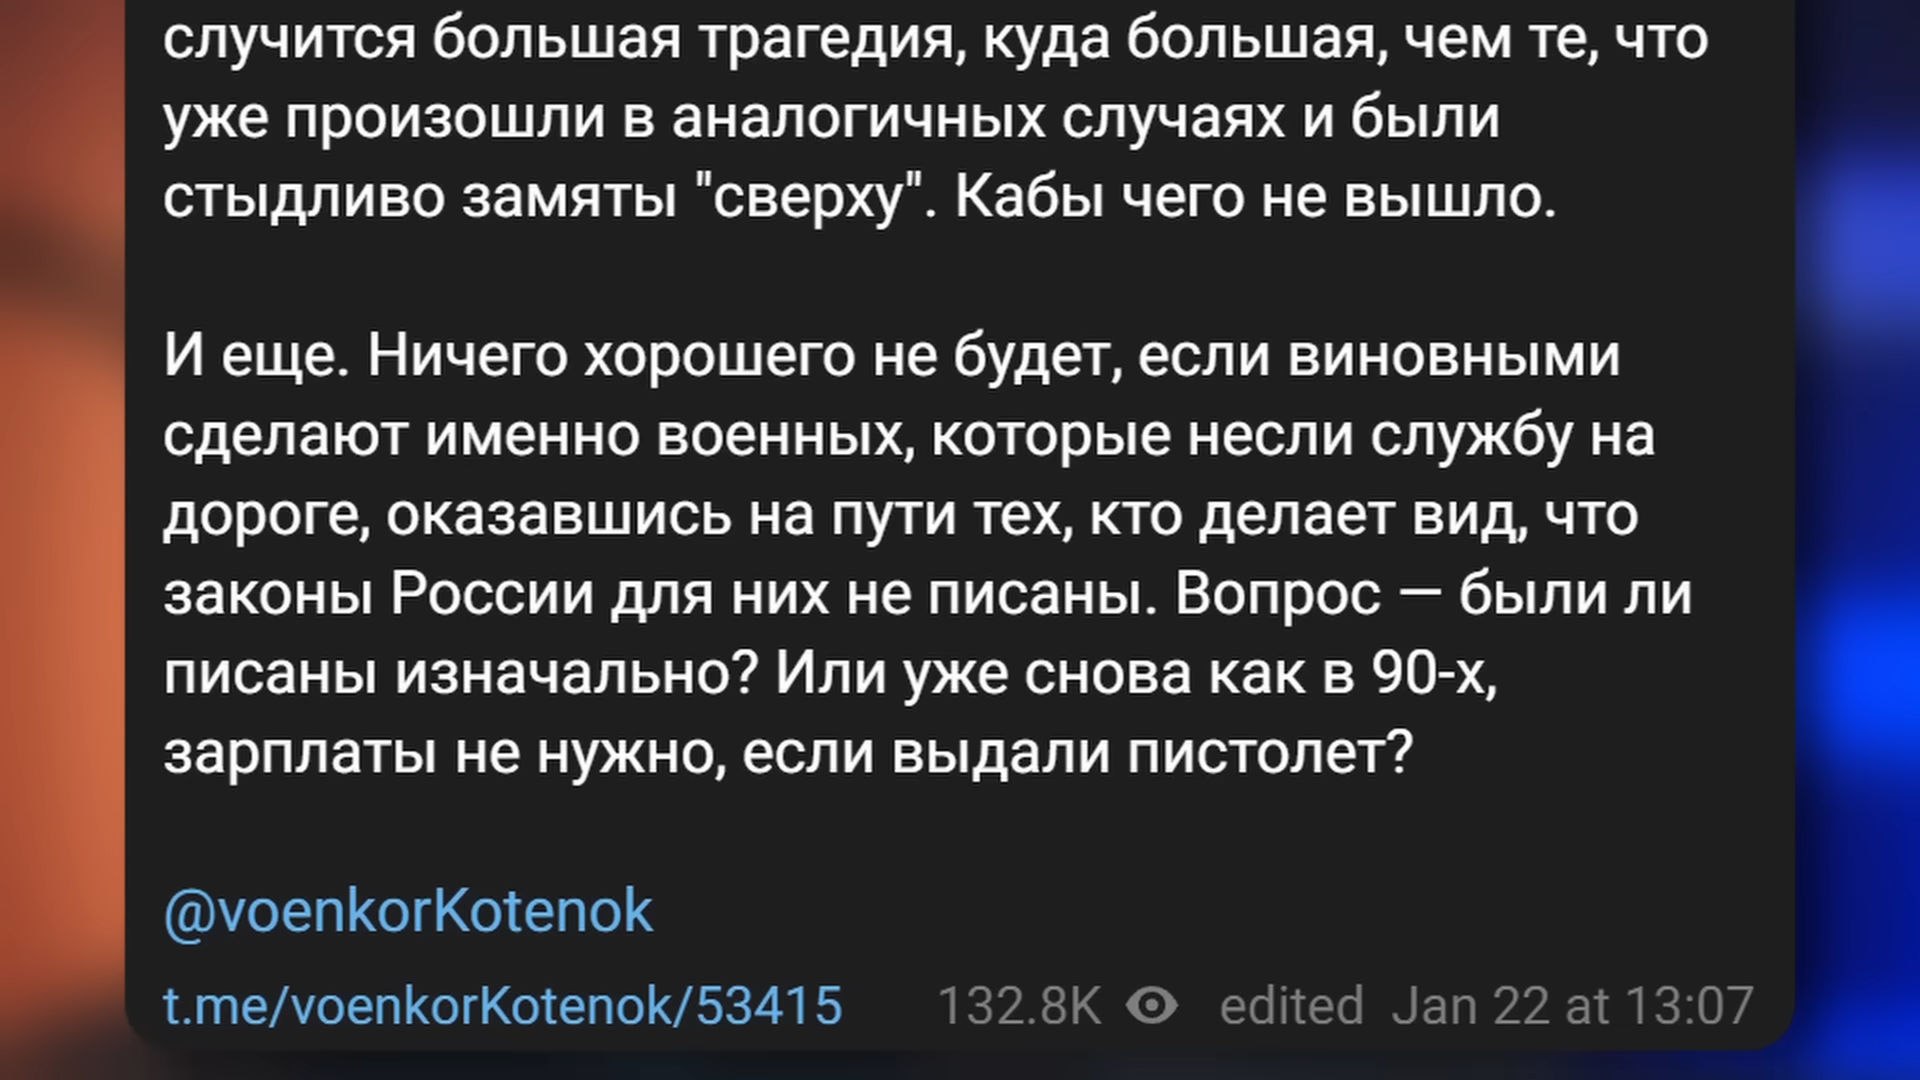 случится большая трагедия, куда большая, чем те, что
уже произошли в аналогичных случаях и были
стыдливо замяты "сверху". Кабы чего не вышло.
И еще. Ничего хорошего не будет, если виновными
сделают именно военных, которые несли службу на
дороге, оказавшись на пути тех, кто делает вид, что
законы России для них не писаны. Вопрос — были ли
писаны изначально? Или уже снова как в 90-х,
зарплаты не нужно, если выдали пистолет?
@voenkorKotenok
t.me/voenkorKotenok/53415 132.8K edited Jan 22 at 13:07